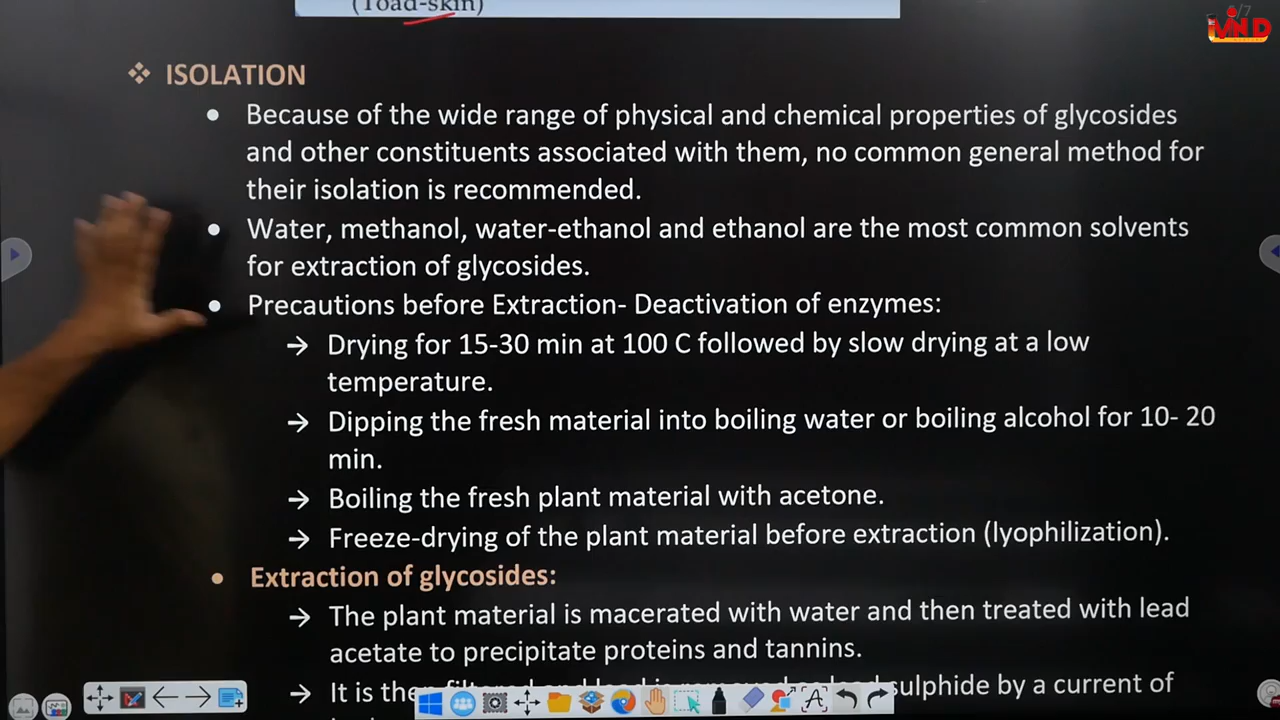 (Toad-skin)
/7
MND
❖ ISOLATION
• Because of the wide range of physical and chemical properties of glycosides
and other constituents associated with them, no common general method for
their isolation is recommended.
• Water, methanol, water-ethanol and ethanol are the most common solvents
for extraction of glycosides.
• Precautions before Extraction- Deactivation of enzymes:
→ Drying for 15-30 min at 100 C followed by slow drying at a low
temperature.
→ Dipping the fresh material into boiling water or boiling alcohol for 10- 20
min.
→ Boiling the fresh plant material with acetone.
→ Freeze-drying of the plant material before extraction (lyophilization).
• Extraction of glycosides:
→ The plant material is macerated with water and then treated with lead
acetate to precipitate proteins and tannins.
→ It is then sulphide by a current of